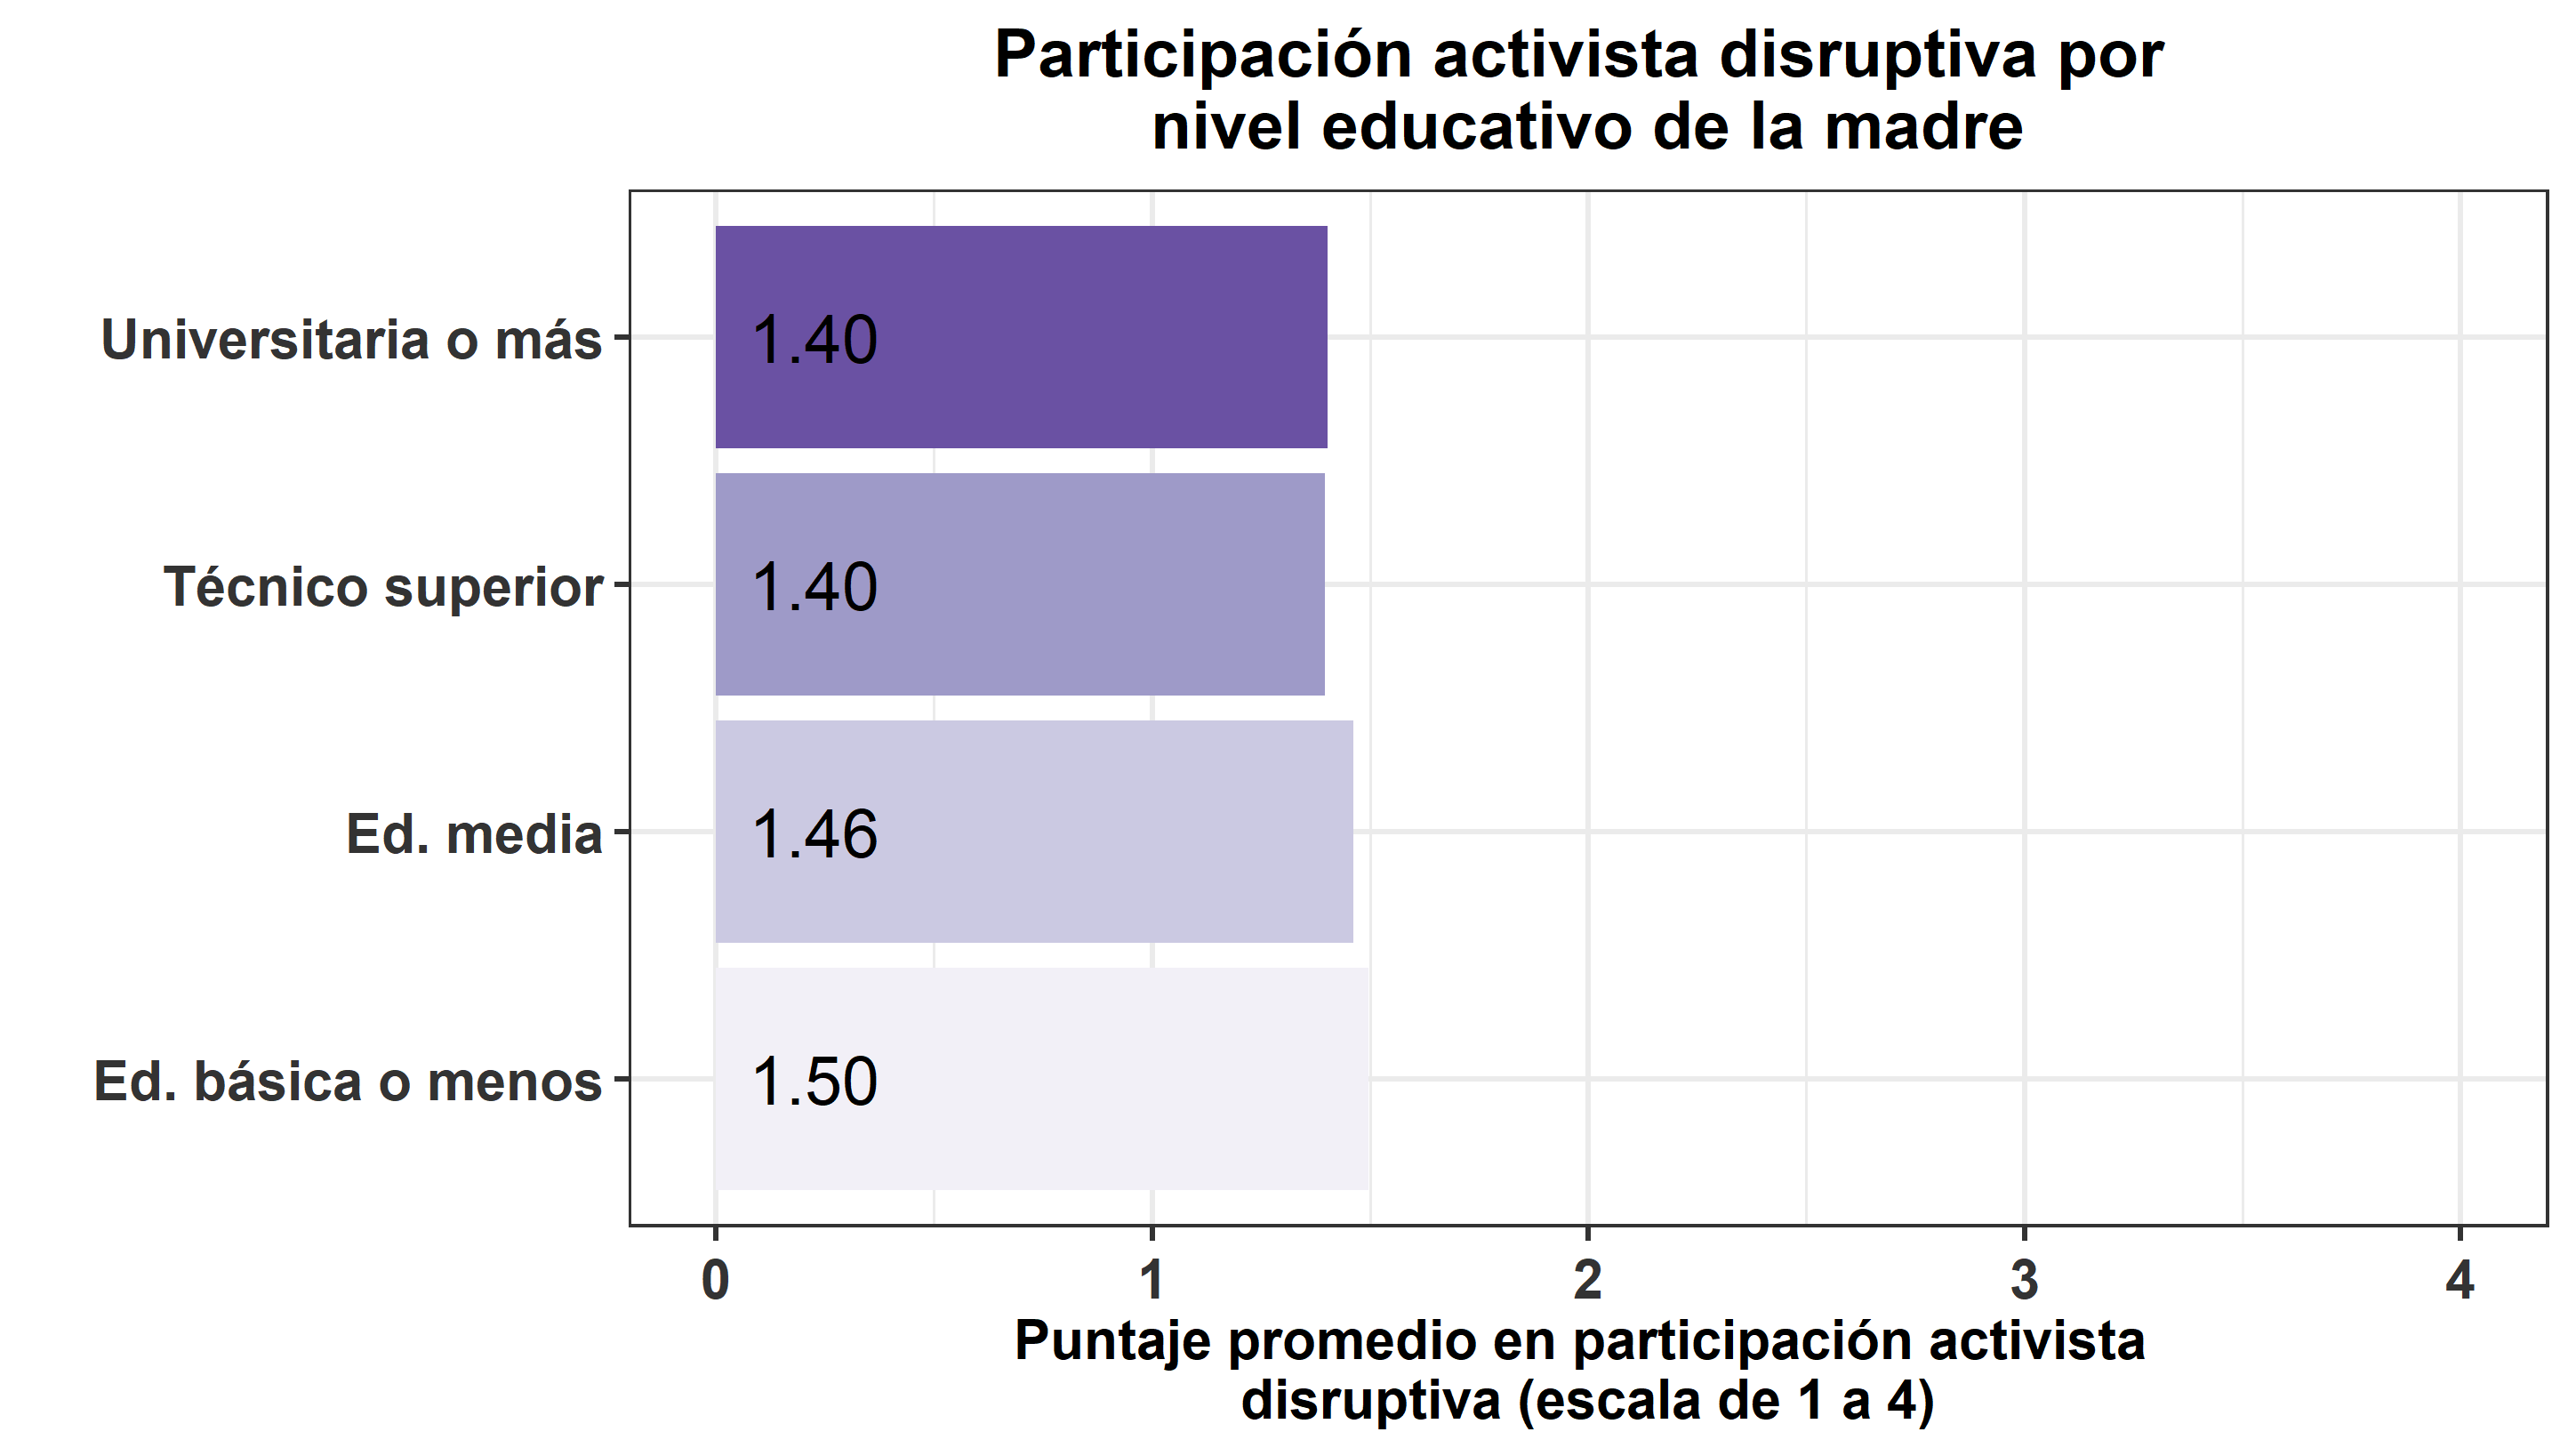 Participación activista disruptiva por
nivel educativo de la madre
Universitaria o más
1.40
Técnico superior
1.40
Ed. media
1.46
Ed. básica o menos
1.50
0
1
2
3
4
Puntaje promedio en participación activista
disruptiva (escala de 1 a 4)